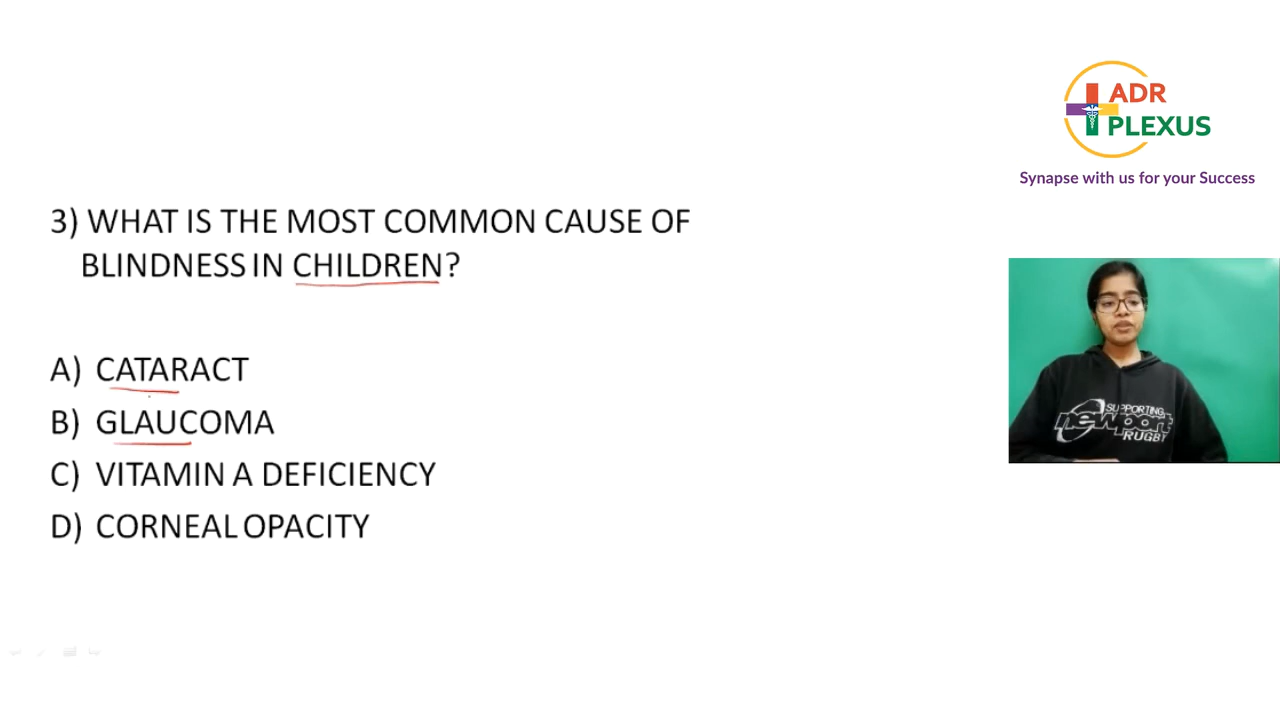 ADR
PLEXUS
Synapse with us for your Success
3) WHAT IS THE MOST COMMON CAUSE OF
BLINDNESS IN CHILDREN?
A) CATARACT
B) GLAUCOMA
C) VITAMIN A DEFICIENCY
D) CORNEAL OPACITY
SUPPORTING
newport
RUGBY